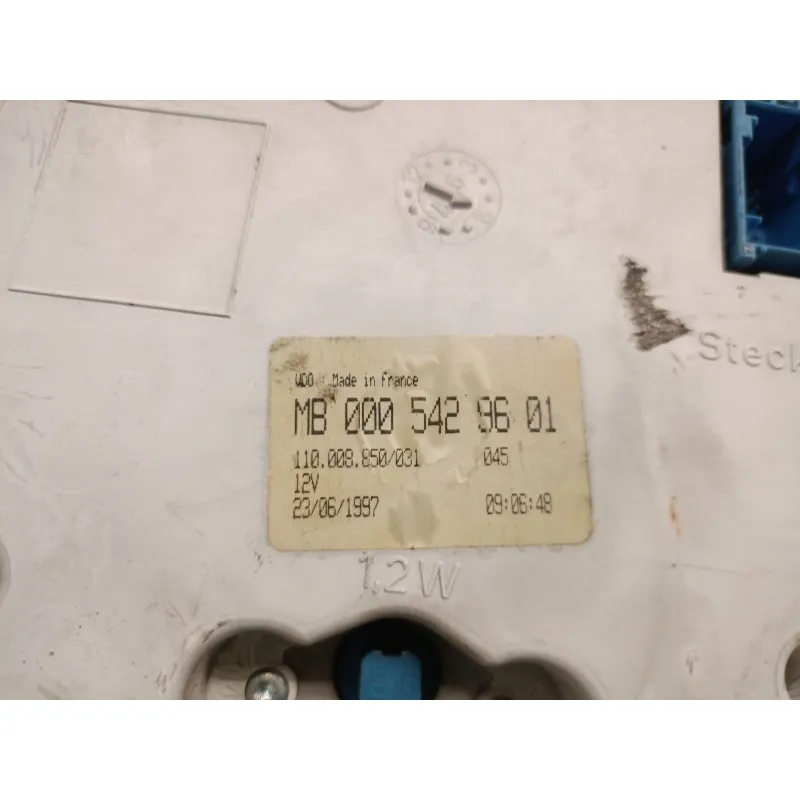 Steck
VDO Made in France
MB 000 542 96 01
110.008.850/031 045
12V
23/06/1997 09:06:48
1.2W